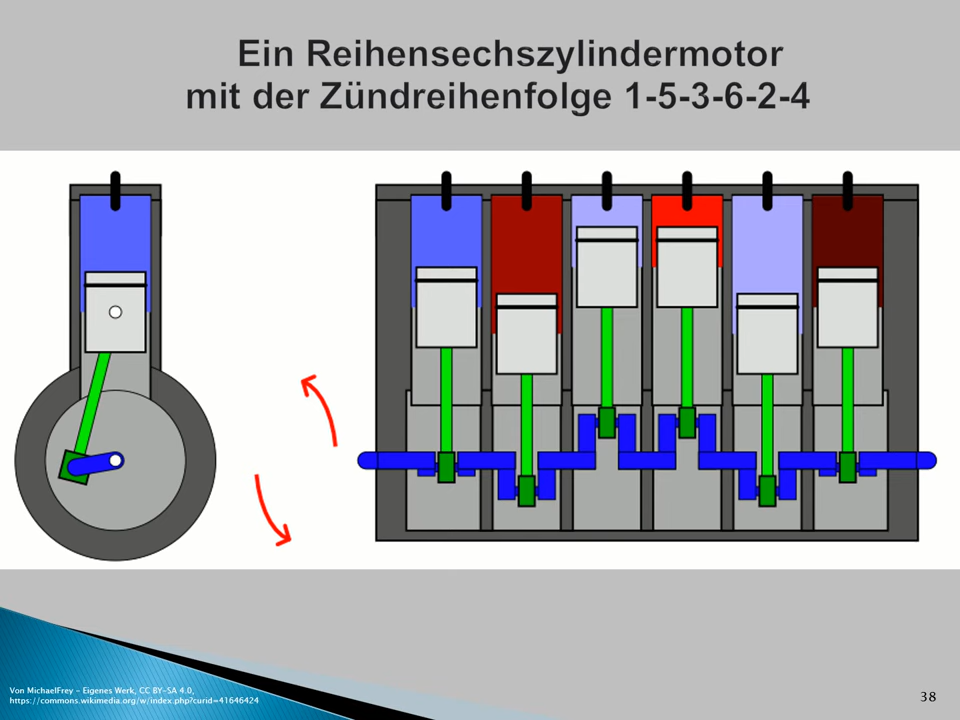 Ein Reihensechszylindermotor
mit der Zündreihenfolge 1-5-3-6-2-4
Von MichaelFrey - Eigenes Werk, CC BY-SA 4.0,
https://commons.wikimedia.org/w/index.php?curid=41646424
38